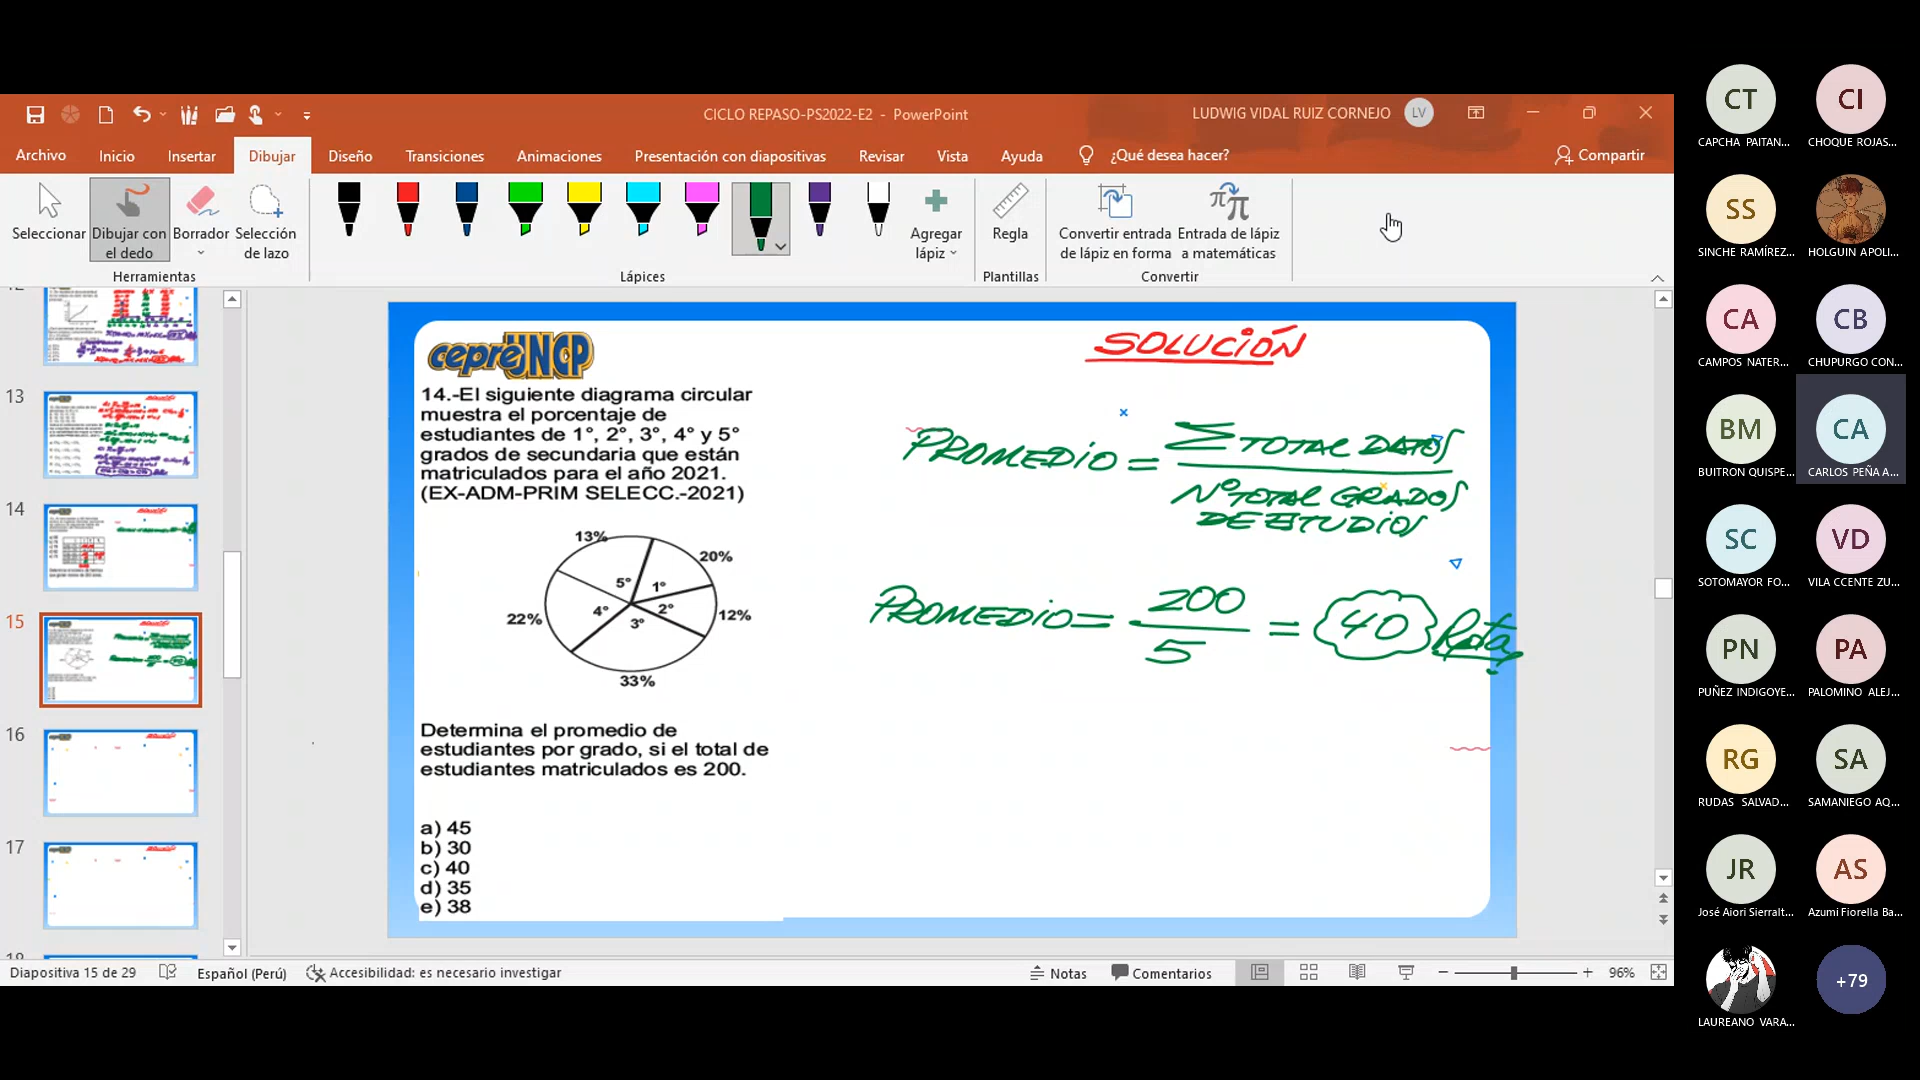 CICLO REPASO-PS2022-E2 - PowerPoint
LUDWIG VIDAL RUIZ CORNEJO
LV
Archivo
Inicio
Insertar
Dibujar
Diseño
Transiciones
Animaciones
Presentación con diapositivas
Revisar
Vista
Ayuda
¿Qué desea hacer?
Compartir
Seleccionar
Dibujar con el dedo
Borrador
Selección de lazo
Agregar lápiz
Regla
Convertir entrada de lápiz en forma
Entrada de lápiz a matemáticas
Herramientas
Lápices
Plantillas
Convertir
13
14
15
16
17
cepreUNCP
SOLUCIÓN
14.-El siguiente diagrama circular
muestra el porcentaje de
estudiantes de 1°, 2°, 3°, 4° y 5°
grados de secundaria que están
matriculados para el año 2021.
(EX-ADM-PRIM SELECC.-2021)
13%
20%
5°
1°
4°
2°
3°
22%
12%
33%
Determina el promedio de
estudiantes por grado, si el total de
estudiantes matriculados es 200.
a) 45
b) 30
c) 40
d) 35
e) 38
PROMEDIO = Σ TOTAL DATOS
N° TOTAL GRADOS
DE ESTUDIOS
PROMEDIO = 200 / 5 = 40 Rpta
Diapositiva 15 de 29
Español (Perú)
Accesibilidad: es necesario investigar
Notas
Comentarios
96%
CT
CAPCHA PAITAN...
CI
CHOQUE ROJAS...
SS
SINCHE RAMÍREZ...
HOLGUIN APOLI...
CA
CAMPOS NATER...
CB
CHUPURGO CON...
BM
BUITRON QUISPE...
CA
CARLOS PEÑA A...
SC
SOTOMAYOR FO...
VD
VILA CCENTE ZU...
PN
PUÑEZ INDIGOYE...
PA
PALOMINO ALEJ...
RG
RUDAS SALVAD...
SA
SAMANIEGO AQ...
JR
José Aiori Sierralt...
AS
Azumi Fiorella Ba...
LAUREANO VARA...
+79